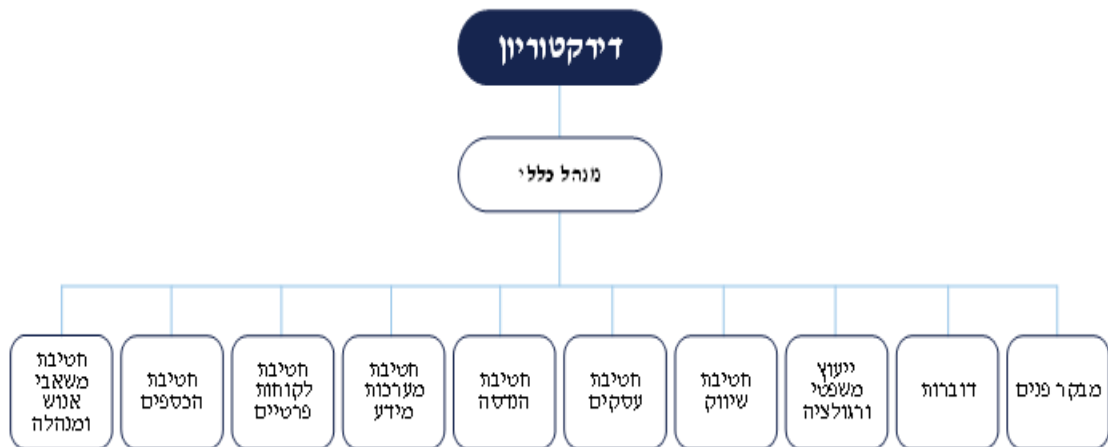 דירקטוריון
מנהל כללי
מבקר פנים
דוברות
ייעוץ
משפטי
ורגולציה
חטיבת
שיווק
חטיבת
עסקים
חטיבת
הנדסה
חטיבת
מערכות
מידע
חטיבת
לקוחות
פרטיים
חטיבת
הכספים
חטיבת
משאבי
אנוש
ומנהלה